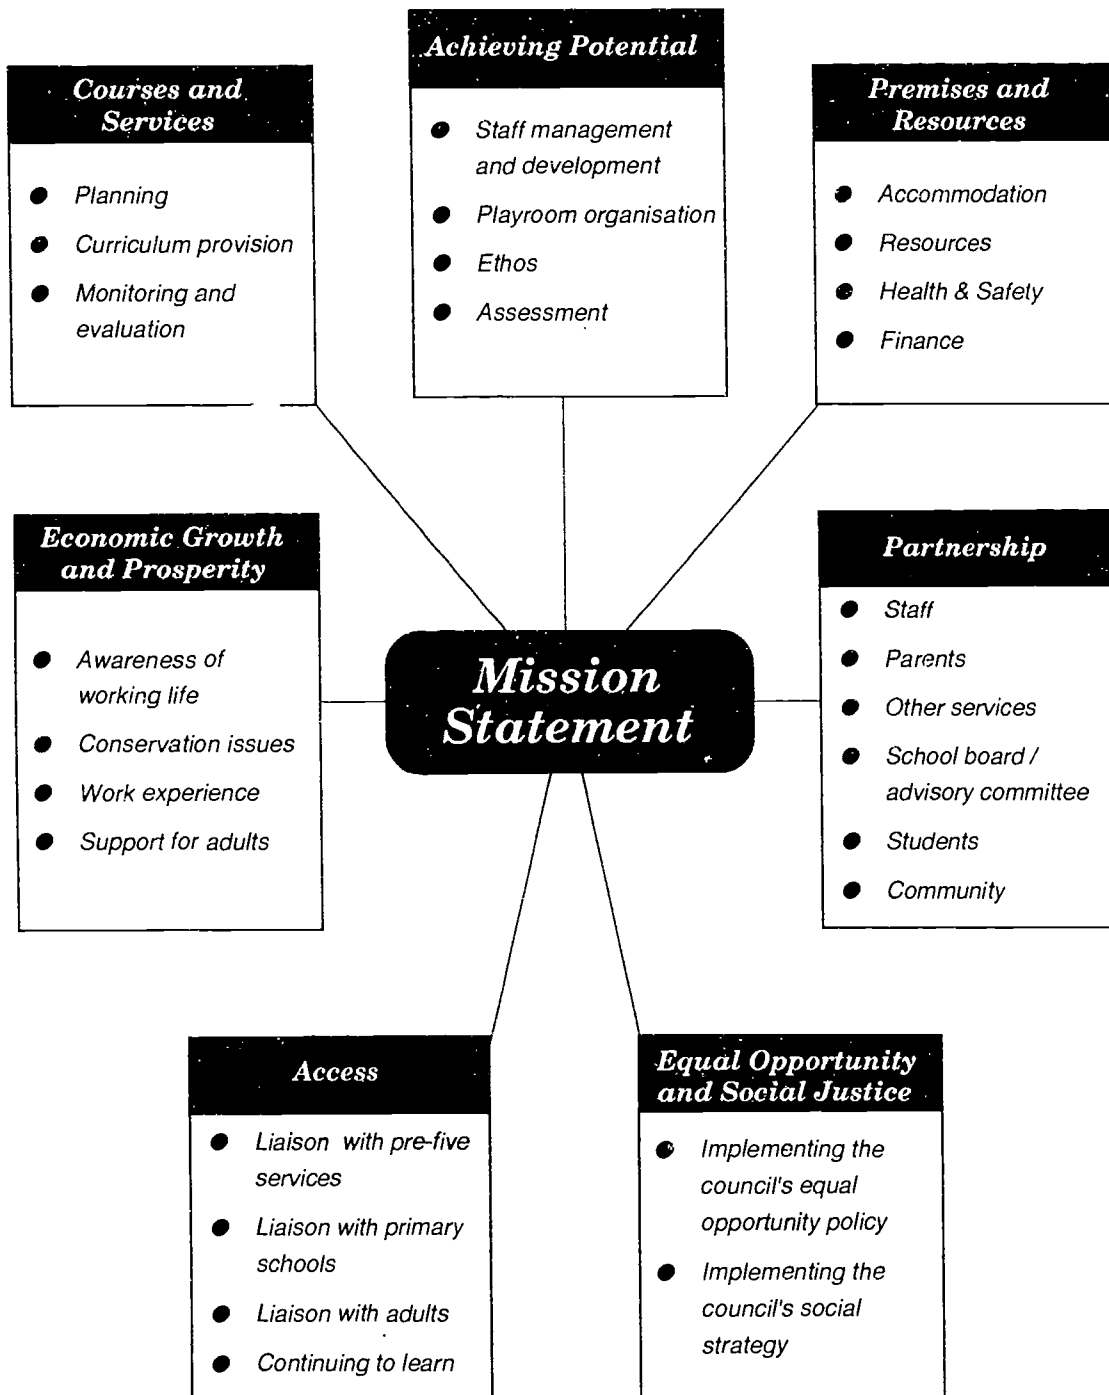 Achieving Potential
● Staff management
and development
● Playroom organisation
● Ethos
● Assessment
Courses and
Services
● Planning
● Curriculum provision
● Monitoring and
evaluation
Premises and
Resources
● Accommodation
● Resources
● Health & Safety
● Finance
Economic Growth
and Prosperity
● Awareness of
working life
● Conservation issues
● Work experience
● Support for adults
Mission
Statement
Partnership
● Staff
● Parents
● Other services
● School board /
advisory committee
● Students
● Community
Access
● Liaison with pre-five
services
● Liaison with primary
schools
● Liaison with adults
● Continuing to learn
Equal Opportunity
and Social Justice
● Implementing the
council's equal
opportunity policy
● Implementing the
council's social
strategy